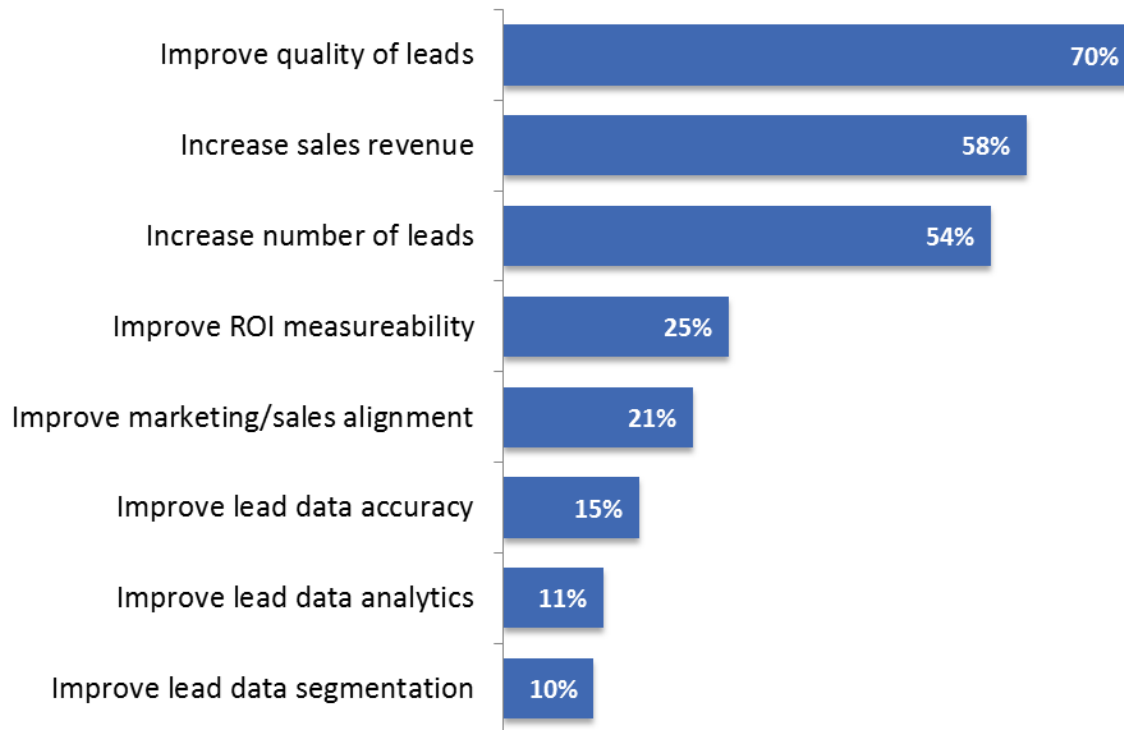 Improve quality of leads 70%
Increase sales revenue 58%
Increase number of leads 54%
Improve ROI measureability 25%
Improve marketing/sales alignment 21%
Improve lead data accuracy 15%
Improve lead data analytics 11%
Improve lead data segmentation 10%